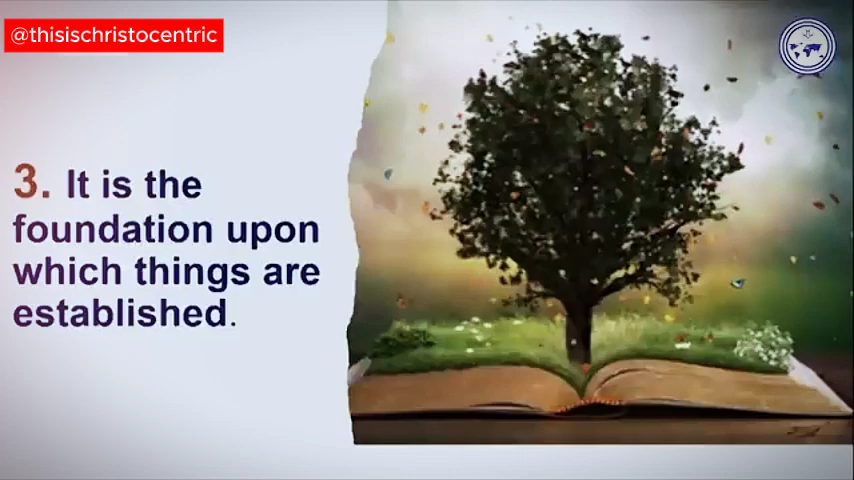 @thisischristocentric
3. It is the
foundation upon
which things are
established.